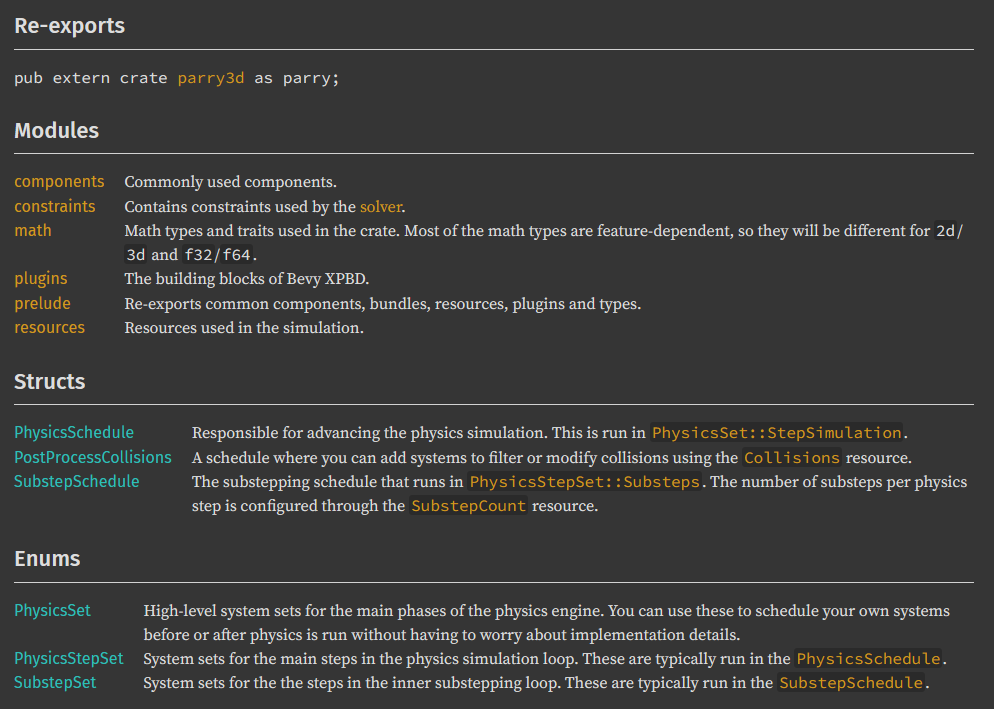 Re-exports
pub extern crate parry3d as parry;
Modules
components Commonly used components.
constraints Contains constraints used by the solver.
math Math types and traits used in the crate. Most of the math types are feature-dependent, so they will be different for 2d/
3d and f32/f64.
plugins The building blocks of Bevy XPBD.
prelude Re-exports common components, bundles, resources, plugins and types.
resources Resources used in the simulation.
Structs
PhysicsSchedule Responsible for advancing the physics simulation. This is run in PhysicsSet::StepSimulation.
PostProcessCollisions A schedule where you can add systems to filter or modify collisions using the Collisions resource.
SubstepSchedule The substepping schedule that runs in PhysicsStepSet::Substeps. The number of substeps per physics
step is configured through the SubstepCount resource.
Enums
PhysicsSet High-level system sets for the main phases of the physics engine. You can use these to schedule your own systems
before or after physics is run without having to worry about implementation details.
PhysicsStepSet System sets for the main steps in the physics simulation loop. These are typically run in the PhysicsSchedule.
SubstepSet System sets for the the steps in the inner substepping loop. These are typically run in the SubstepSchedule.